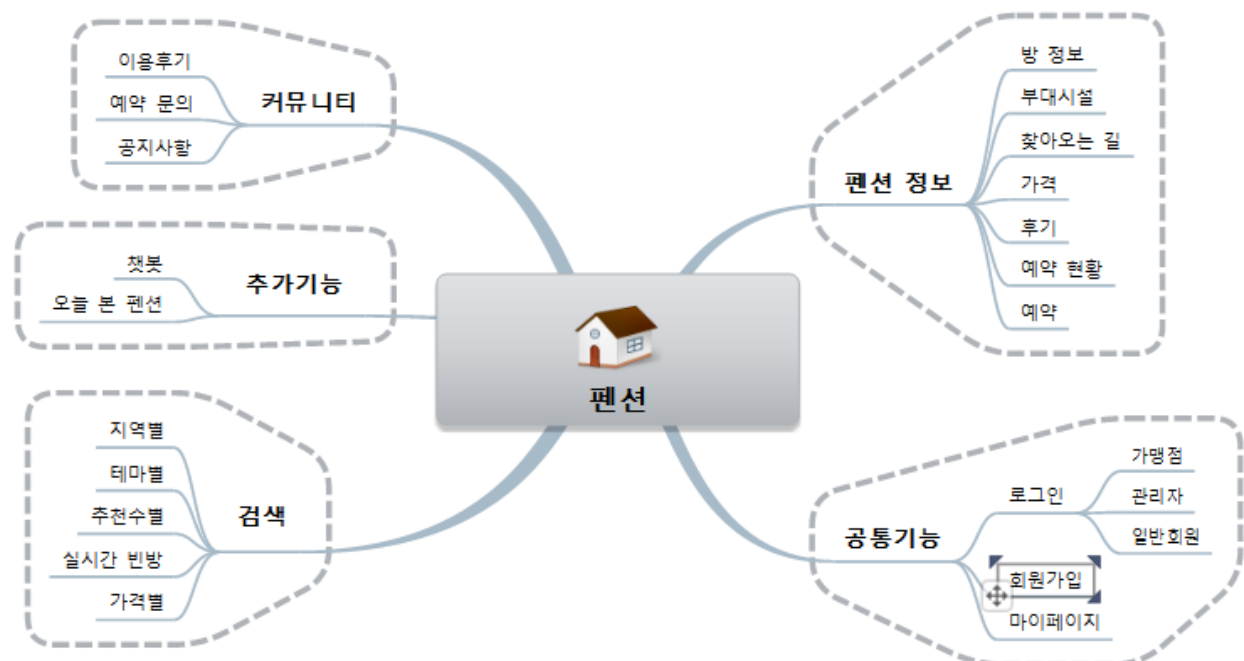 커뮤니티
이용후기
예약 문의
공지사항
추가기능
챗봇
오늘 본 펜션
검색
지역별
테마별
추천수별
실시간 빈방
가격별
펜션
펜션 정보
방 정보
부대시설
찾아오는 길
가격
후기
예약 현황
예약
공통기능
로그인
가맹점
관리자
일반회원
회원가입
마이페이지